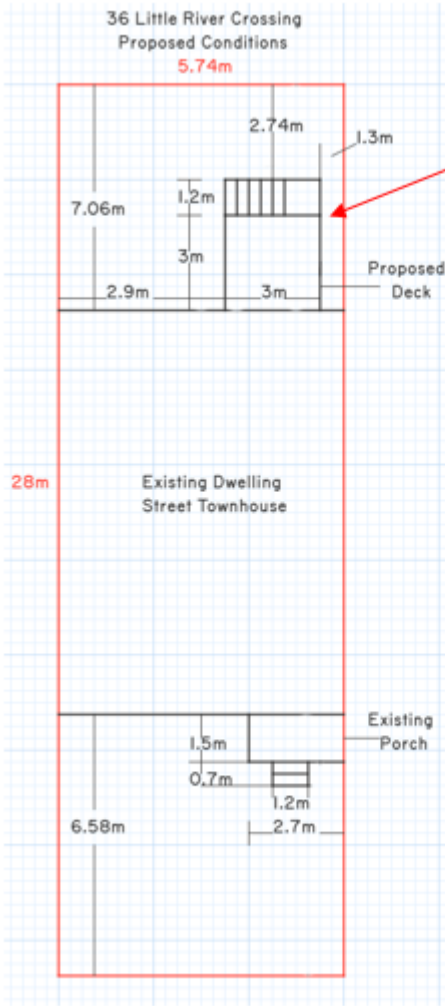 36 Little River Crossing
Proposed Conditions
5.74m
2.74m
1.3m
1.2m
7.06m
3m
Proposed
Deck
2.9m
3m
28m
Existing Dwelling
Street Townhouse
Existing
Porch
1.5m
0.7m
1.2m
6.58m
2.7m